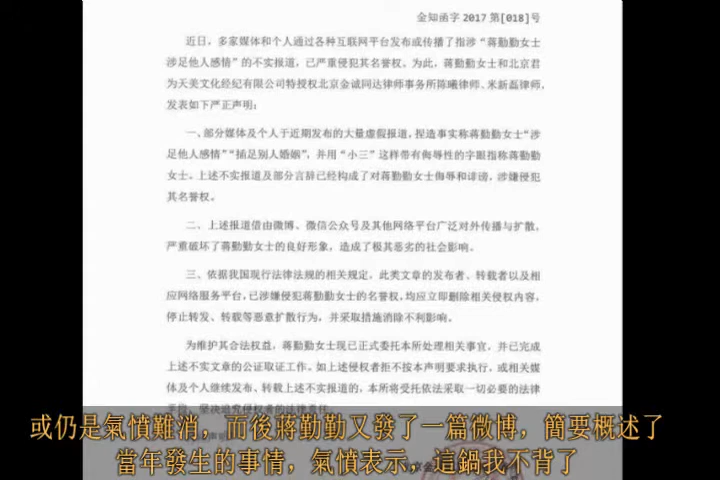 金知函字 2017 第[018]号
近日，多家媒体和个人通过各种互联网平台发布或传播了指涉“蒋勤勤女士
涉足他人感情”的不实报道，已严重侵犯其名誉权。为此，蒋勤勤女士和北京君
为天美文化经纪有限公司特授权北京金诚同达律师事务所陈曦律师、米新磊律师，
发表如下严正声明：
一、部分媒体及个人于近期发布的大量虚假报道，捏造事实称蒋勤勤女士“涉
足他人感情”“插足别人婚姻”，并用“小三”这样带有侮辱性的字眼指称蒋勤勤
女士。上述不实报道及部分言辞已经构成了对蒋勤勤女士侮辱和诽谤，涉嫌侵犯
其名誉权。
二、上述报道借由微博、微信公众号及其他网络平台广泛对外传播与扩散，
严重破坏了蒋勤勤女士的良好形象，造成了极其恶劣的社会影响。
三、依据我国现行法律法规的相关规定，此类文章的发布者、转载者以及相
应网络服务平台，已涉嫌侵犯蒋勤勤女士的名誉权，均应立即删除相关侵权内容，
停止转发、转载等恶意扩散行为，并采取措施消除不利影响。
为维护其合法权益，蒋勤勤女士现已正式委托本所处理相关事宜，并已完成
上述不实文章的公证取证工作。如上述侵权者拒不按本声明要求执行，或相关媒
体及个人继续发布、转载上述不实报道的，本所将受托依法采取一切必要的法律
手段，坚决追究侵权者的法律责任。
或仍是氣憤難消，而後蔣勤勤又發了一篇微博，簡要概述了
當年發生的事情，氣憤表示，這鍋我不背了